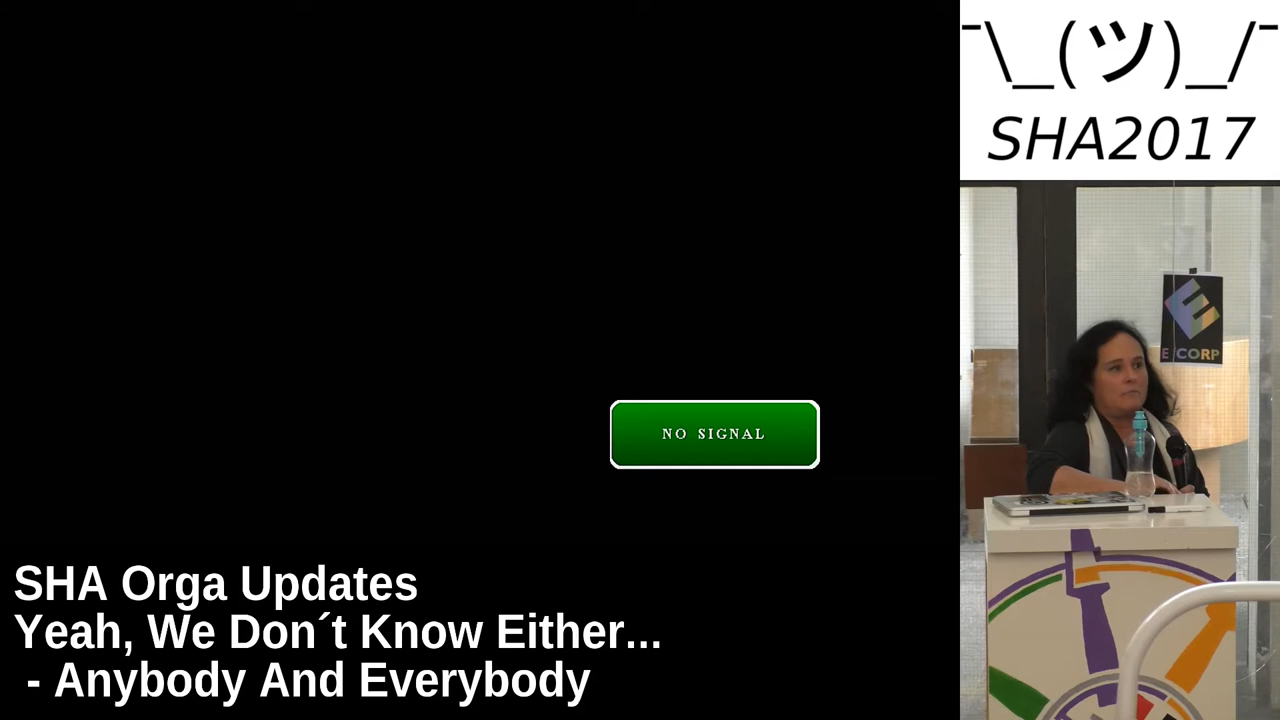 ¯\_(ツ)_/¯
SHA2017
E CORP
NO SIGNAL
SHA Orga Updates
Yeah, We Don´t Know Either...
- Anybody And Everybody